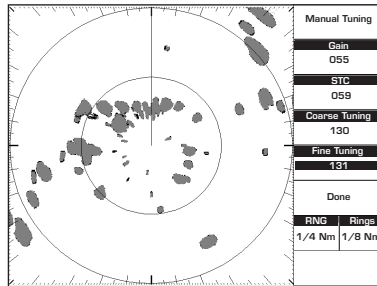 Manual Tuning
Gain
055
STC
059
Coarse Tuning
130
Fine Tuning
131
Done
RNG Rings
1/4 Nm 1/8 Nm